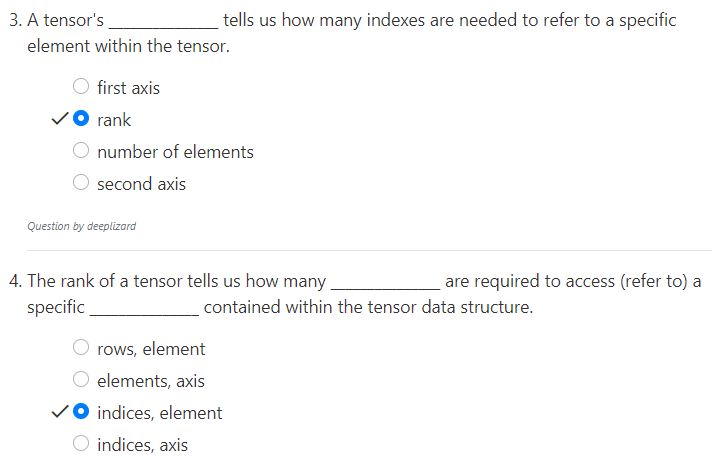 3. A tensor's ____________ tells us how many indexes are needed to refer to a specific
element within the tensor.
first axis
rank
number of elements
second axis
Question by deeplizard
4. The rank of a tensor tells us how many ____________ are required to access (refer to) a
specific ____________ contained within the tensor data structure.
rows, element
elements, axis
indices, element
indices, axis